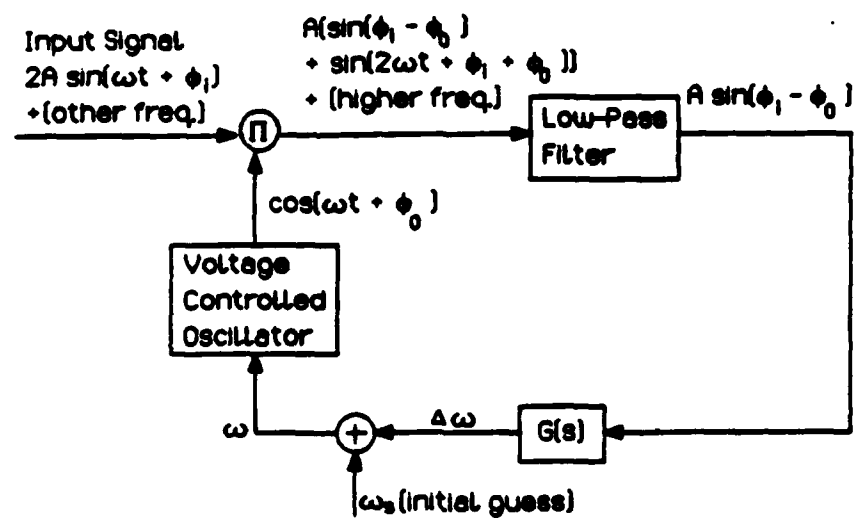 Input Signal
2A sin(ωt + ϕ₁)
+(other freq.)
A(sin(ϕ₁ - ϕ₀)
+ sin(2ωt + ϕ₁ + ϕ₀))
+ (higher freq.)
Π
Low-Pass
Filter
A sin(ϕ₁ - ϕ₀)
cos(ωt + ϕ₀)
Voltage
Controlled
Oscillator
ω
+
Δω
G(s)
ωₛ(initial guess)